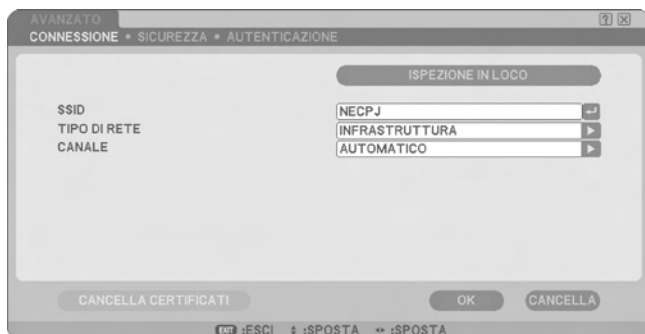 AVANZATO
CONNESSIONE • SICUREZZA • AUTENTICAZIONE
ISPEZIONE IN LOCO
SSID NECPJ
TIPO DI RETE INFRASTRUTTURA
CANALE AUTOMATICO
CANCELLA CERTIFICATI OK CANCELLA
EXIT :ESCI :SPOSTA :SPOSTA